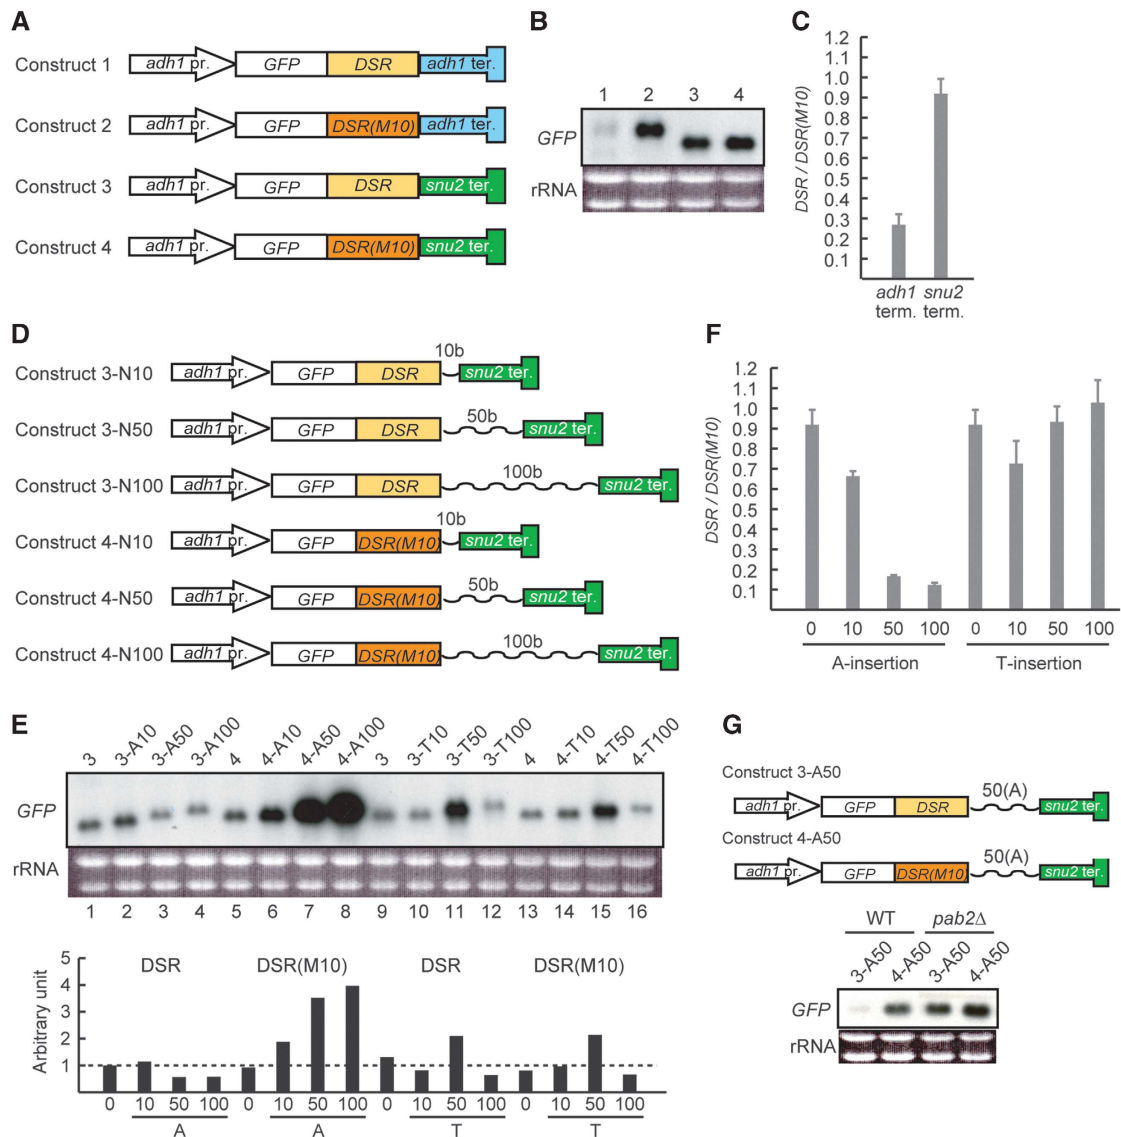 A
Construct 1 adh1 pr. GFP DSR adh1 ter.
Construct 2 adh1 pr. GFP DSR(M10) adh1 ter.
Construct 3 adh1 pr. GFP DSR snu2 ter.
Construct 4 adh1 pr. GFP DSR(M10) snu2 ter.
B
1 2 3 4
GFP
rRNA
C
DSR / DSR(M10)
1.2
1.1
1.0
0.9
0.8
0.7
0.6
0.5
0.4
0.3
0.2
0.1
adh1 snu2
term. term.
D
10b
Construct 3-N10 adh1 pr. GFP DSR snu2 ter.
50b
Construct 3-N50 adh1 pr. GFP DSR snu2 ter.
100b
Construct 3-N100 adh1 pr. GFP DSR snu2 ter.
10b
Construct 4-N10 adh1 pr. GFP DSR(M10) snu2 ter.
50b
Construct 4-N50 adh1 pr. GFP DSR(M10) snu2 ter.
100b
Construct 4-N100 adh1 pr. GFP DSR(M10) snu2 ter.
F
DSR / DSR(M10)
1.2
1.1
1.0
0.9
0.8
0.7
0.6
0.5
0.4
0.3
0.2
0.1
0 10 50 100 0 10 50 100
A-insertion T-insertion
E
3 3-A10 3-A50 3-A100 4 4-A10 4-A50 4-A100 3 3-T10 3-T50 3-T100 4 4-T10 4-T50 4-T100
GFP
rRNA
1 2 3 4 5 6 7 8 9 10 11 12 13 14 15 16
Arbitrary unit
5
4
3
2
1
DSR DSR(M10) DSR DSR(M10)
0 10 50 100 0 10 50 100 0 10 50 100 0 10 50 100
A A T T
G
Construct 3-A50
50(A)
adh1 pr. GFP DSR snu2 ter.
Construct 4-A50
50(A)
adh1 pr. GFP DSR(M10) snu2 ter.
WT pab2Δ
3-A50 4-A50 3-A50 4-A50
GFP
rRNA